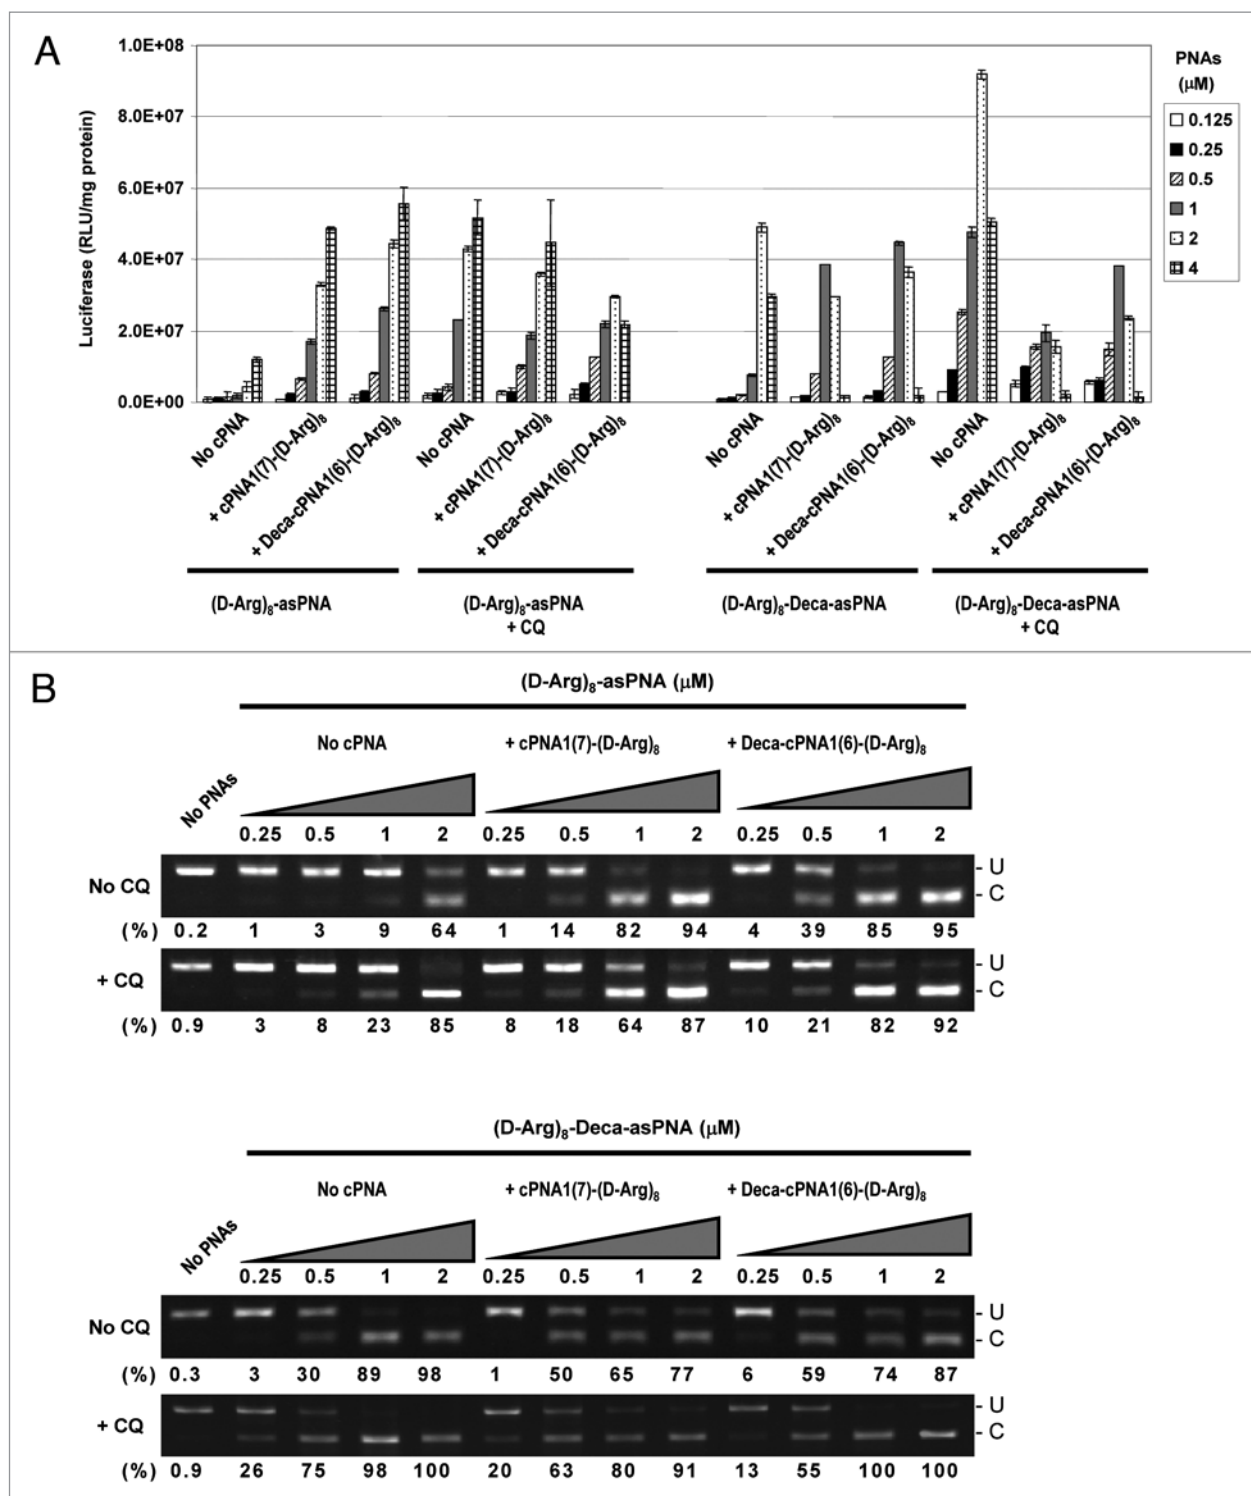 A
Luciferase (RLU/mg protein)
1.0E+08
8.0E+07
6.0E+07
4.0E+07
2.0E+07
0.0E+00
PNAs
(μM)
0.125
0.25
0.5
1
2
4
No cPNA
+ cPNA1(7)-(D-Arg)₈
+ Deca-cPNA1(6)-(D-Arg)₈
No cPNA
+ cPNA1(7)-(D-Arg)₈
+ Deca-cPNA1(6)-(D-Arg)₈
No cPNA
+ cPNA1(7)-(D-Arg)₈
+ Deca-cPNA1(6)-(D-Arg)₈
No cPNA
+ cPNA1(7)-(D-Arg)₈
+ Deca-cPNA1(6)-(D-Arg)₈
(D-Arg)₈-asPNA
(D-Arg)₈-asPNA
+ CQ
(D-Arg)₈-Deca-asPNA
(D-Arg)₈-Deca-asPNA
+ CQ
B
(D-Arg)₈-asPNA (μM)
No cPNA + cPNA1(7)-(D-Arg)₈ + Deca-cPNA1(6)-(D-Arg)₈
No PNAs
0.25 0.5 1 2 0.25 0.5 1 2 0.25 0.5 1 2
No CQ
- U
- C
(%) 0.2 1 3 9 64 1 14 82 94 4 39 85 95
+ CQ
- U
- C
(%) 0.9 3 8 23 85 8 18 64 87 10 21 82 92
(D-Arg)₈-Deca-asPNA (μM)
No cPNA + cPNA1(7)-(D-Arg)₈ + Deca-cPNA1(6)-(D-Arg)₈
No PNAs
0.25 0.5 1 2 0.25 0.5 1 2 0.25 0.5 1 2
No CQ
- U
- C
(%) 0.3 3 30 89 98 1 50 65 77 6 59 74 87
+ CQ
- U
- C
(%) 0.9 26 75 98 100 20 63 80 91 13 55 100 100